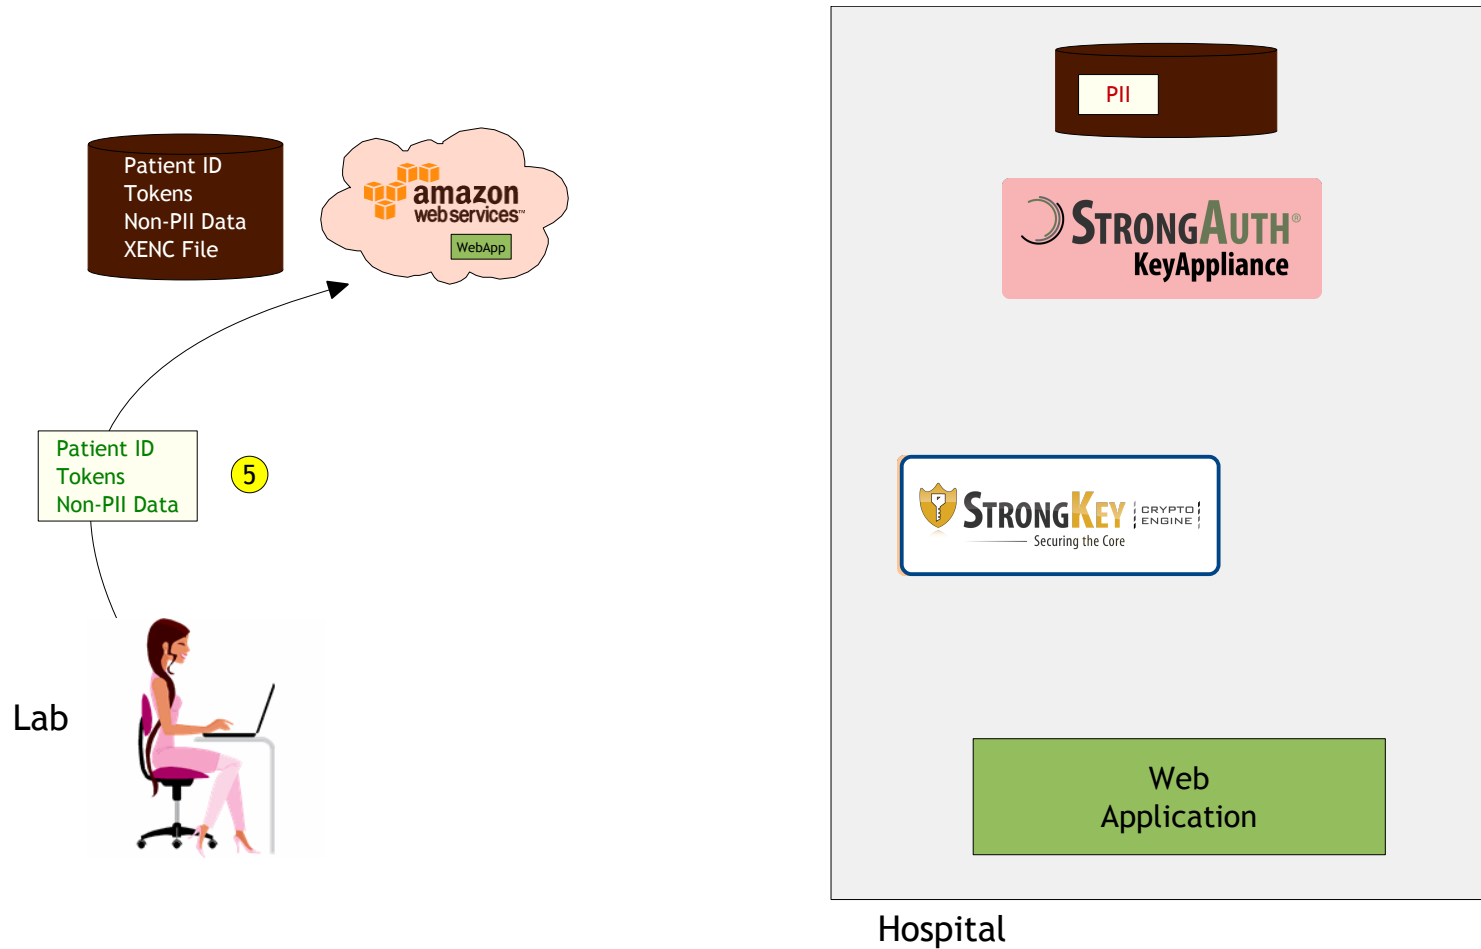 Patient ID
Tokens
Non-PII Data
XENC File
amazon
webservices™
WebApp
Patient ID
Tokens
Non-PII Data
5
Lab
PII
STRONGAUTH®
KeyAppliance
STRONGKEY CRYPTO
ENGINE
Securing the Core
Web
Application
Hospital